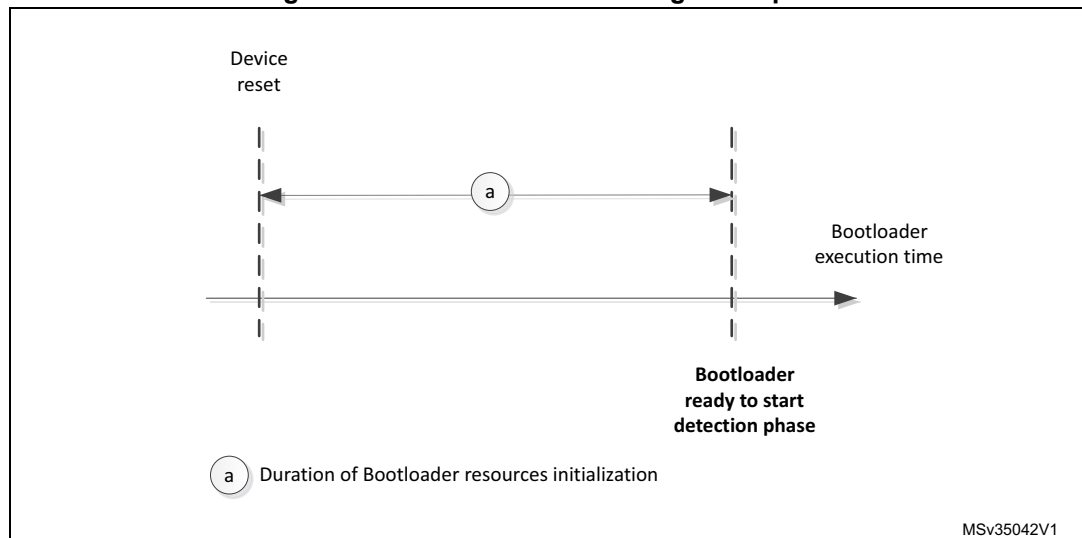 Device
reset
a
Bootloader
execution time
Bootloader
ready to start
detection phase
a Duration of Bootloader resources initialization
MSv35042V1